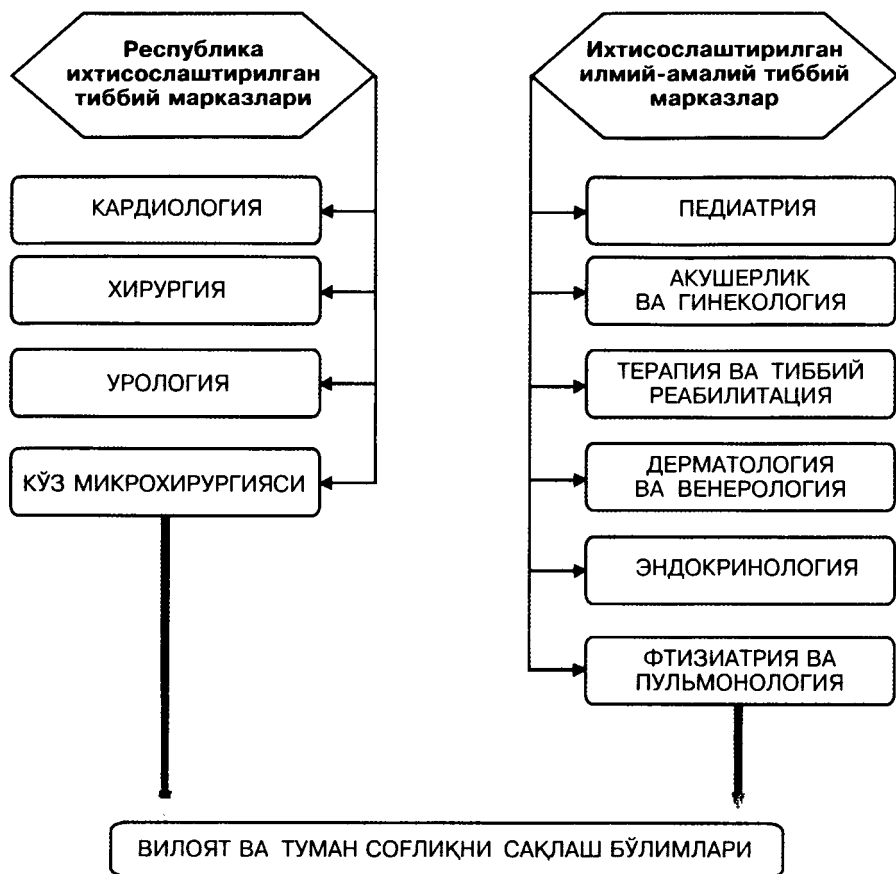 Республика
ихтисослаштирилган
тиббий марказлари
КАРДИОЛОГИЯ
ХИРУРГИЯ
УРОЛОГИЯ
КЎЗ МИКРОХИРУРГИЯСИ
Ихтисослаштирилган
илмий-амалий тиббий
марказлар
ПЕДИАТРИЯ
АКУШЕРЛИК
ВА ГИНЕКОЛОГИЯ
ТЕРАПИЯ ВА ТИББИЙ
РЕАБИЛИТАЦИЯ
ДЕРМАТОЛОГИЯ
ВА ВЕНЕРОЛОГИЯ
ЭНДОКРИНОЛОГИЯ
ФТИЗИАТРИЯ ВА
ПУЛЬМОНОЛОГИЯ
ВИЛОЯТ ВА ТУМАН СОҒЛИҚНИ САҚЛАШ БЎЛИМЛАРИ